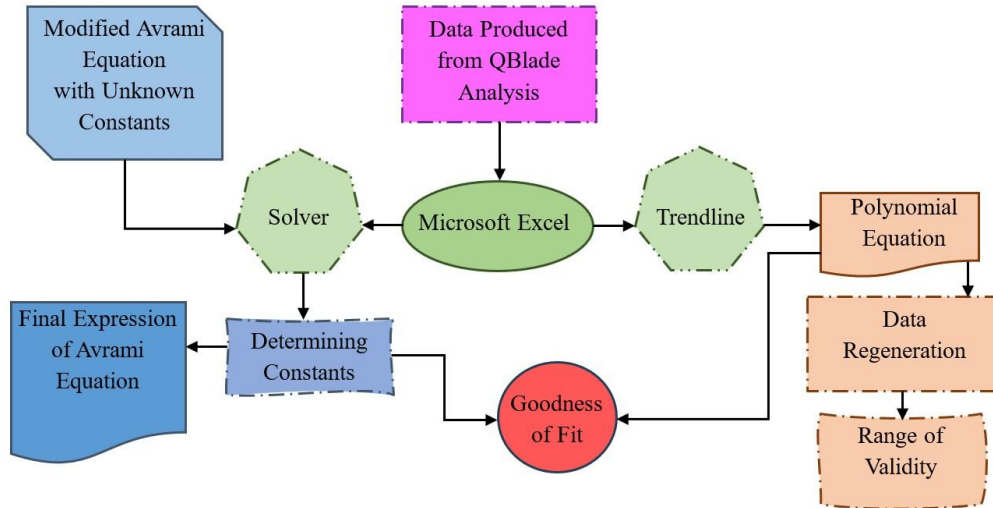 Modified Avrami
Equation
with Unknown
Constants
Data Produced
from QBlade
Analysis
Solver
Microsoft Excel
Trendline
Polynomial
Equation
Final Expression
of Avrami
Equation
Determining
Constants
Goodness
of Fit
Data
Regeneration
Range of
Validity